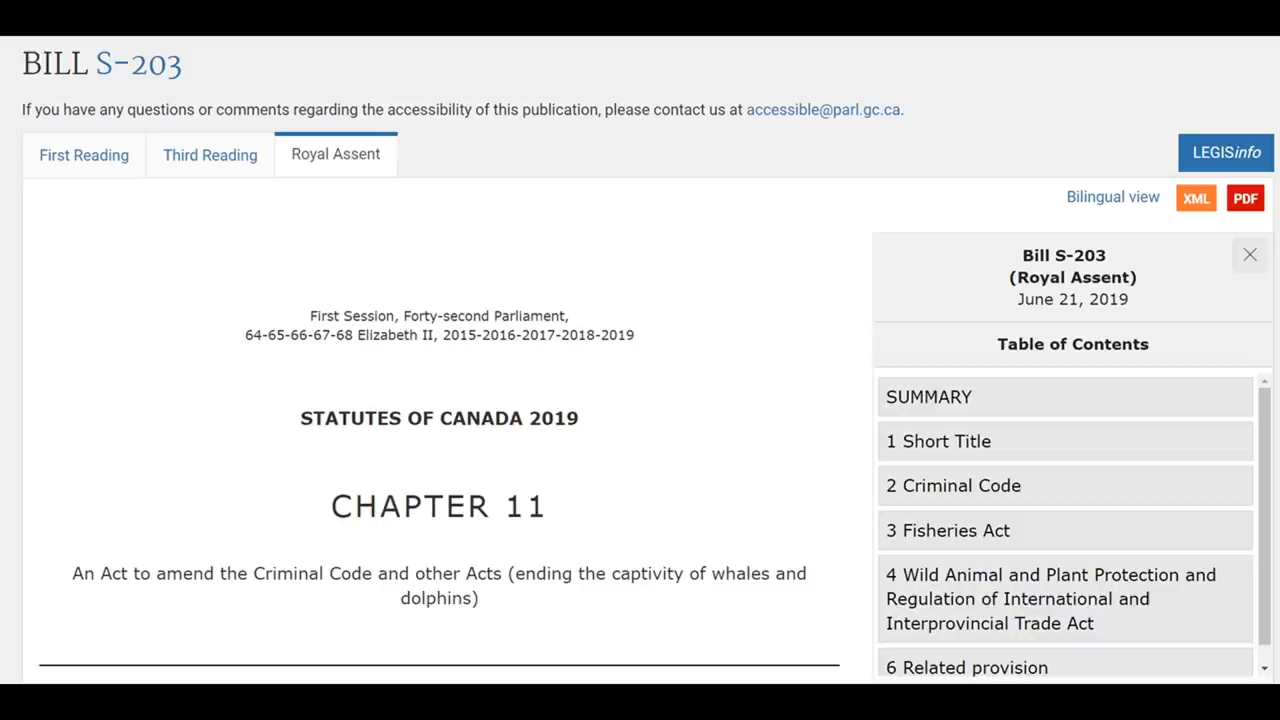 BILL S-203
If you have any questions or comments regarding the accessibility of this publication, please contact us at accessible@parl.gc.ca.
First Reading
Third Reading
Royal Assent
LEGISinfo
Bilingual view
XML
PDF
First Session, Forty-second Parliament,
64-65-66-67-68 Elizabeth II, 2015-2016-2017-2018-2019
STATUTES OF CANADA 2019
CHAPTER 11
An Act to amend the Criminal Code and other Acts (ending the captivity of whales and
dolphins)
Bill S-203
(Royal Assent)
June 21, 2019
Table of Contents
SUMMARY
1 Short Title
2 Criminal Code
3 Fisheries Act
4 Wild Animal and Plant Protection and
Regulation of International and
Interprovincial Trade Act
6 Related provision